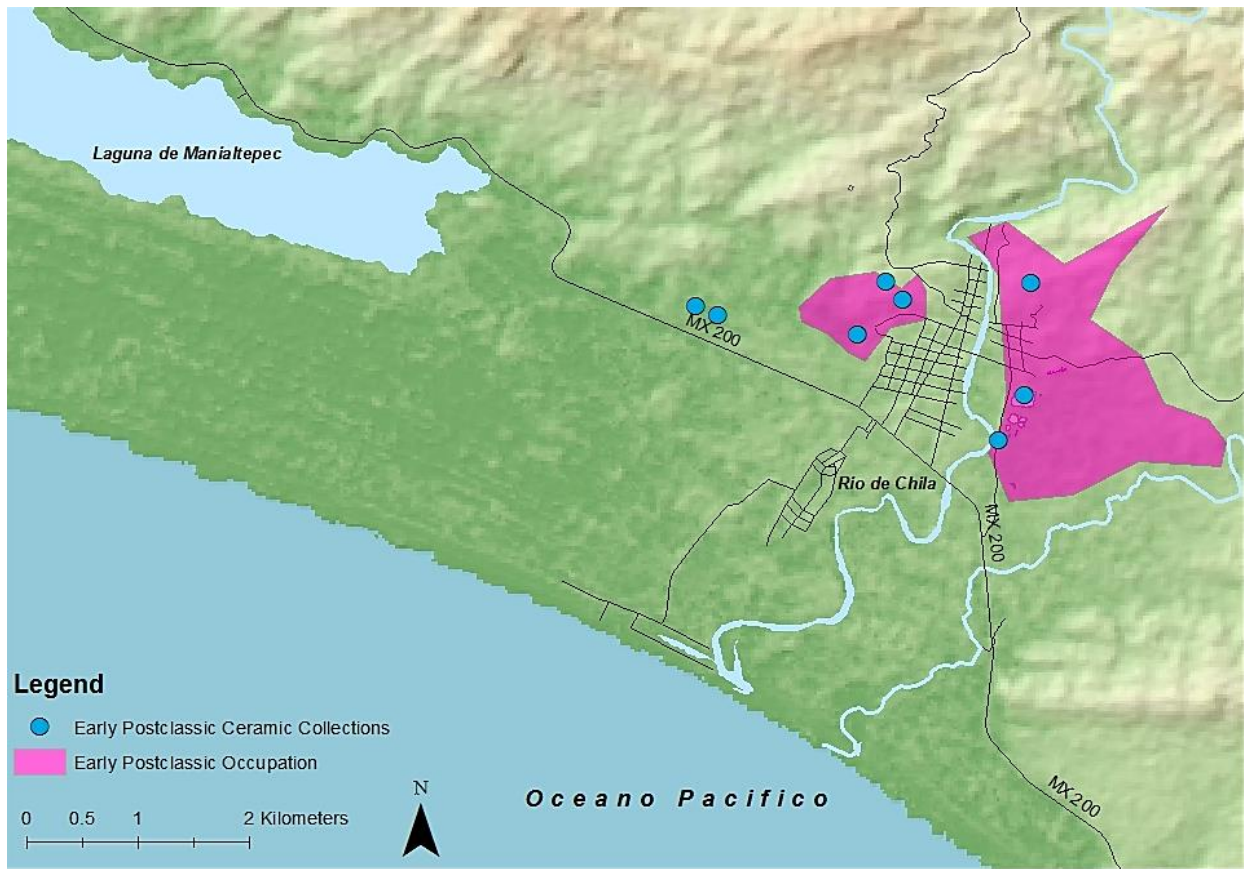 Laguna de Manialtepec
MX 200
Rio de Chila
MX 200
MX 200
Legend
Early Postclassic Ceramic Collections
Early Postclassic Occupation
0 0.5 1 2 Kilometers
N
Oceano Pacifico